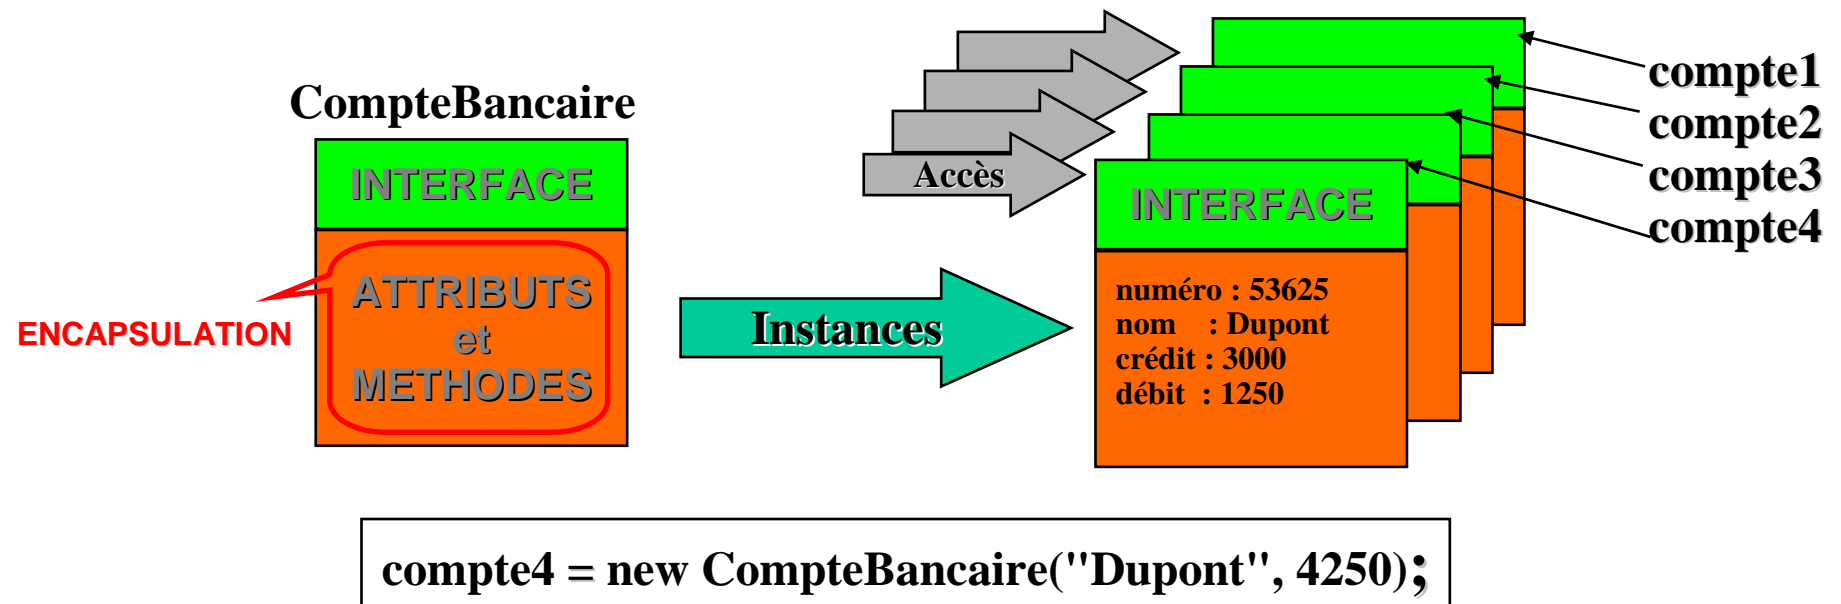 CompteBancaire
INTERFACE
ATTRIBUTS
et
METHODES
ENCAPSULATION
Instances
Accès
INTERFACE
numéro : 53625
nom : Dupont
crédit : 3000
débit : 1250
compte1
compte2
compte3
compte4
compte4 = new CompteBancaire("Dupont", 4250);